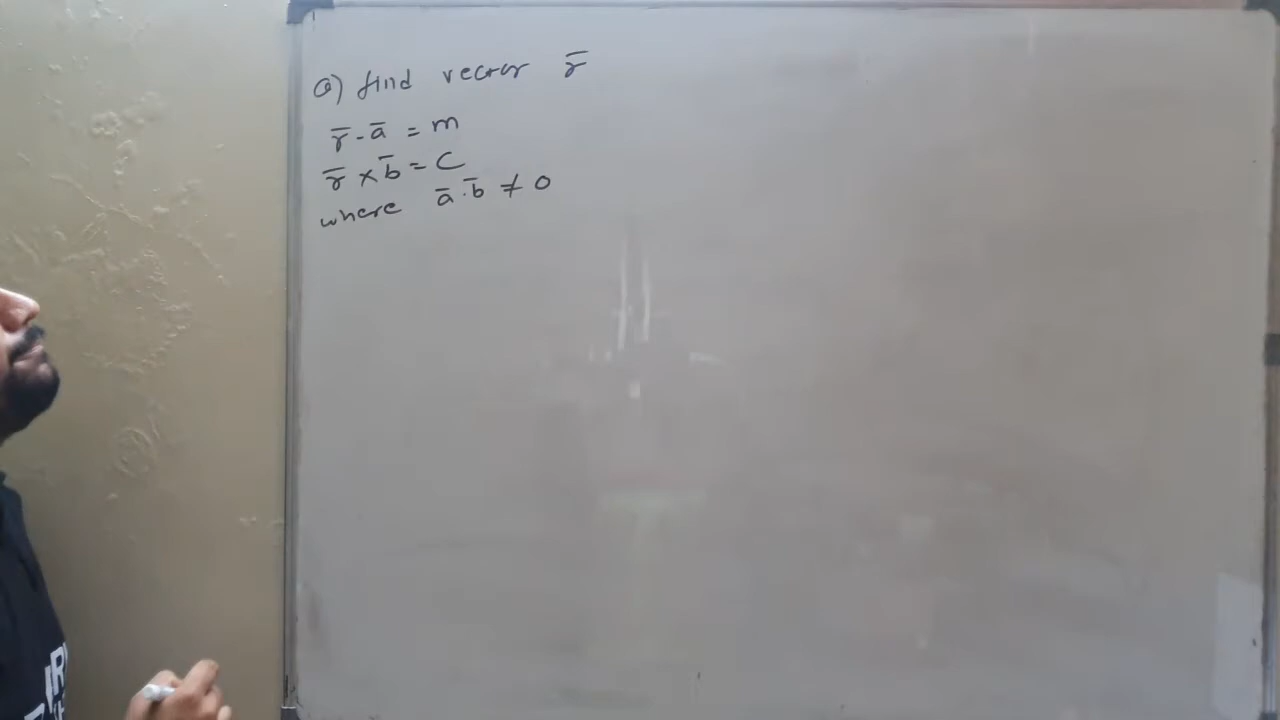 Q) find vector r̄
r̄ - ā = m
r̄ × b̄ = C
where ā . b̄ ≠ 0